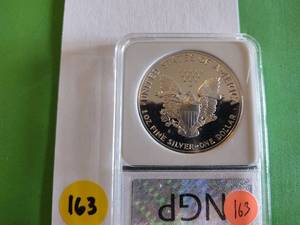 UNITED STATES OF AMERICA
1 OZ FINE SILVER~ONE DOLLAR
163
NGP
163